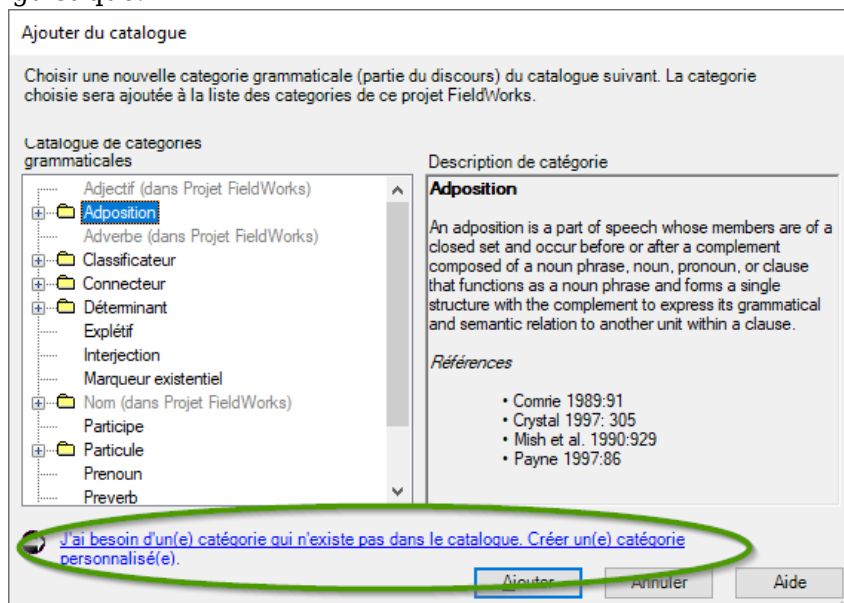 Ajouter du catalogue
Choisir une nouvelle categorie grammaticale (partie du discours) du catalogue suivant. La categorie
choisie sera ajoutée à la liste des categories de ce projet FieldWorks.
Catalogue de categories
grammaticales
Description de catégorie
Adjectif (dans Projet FieldWorks)
Adposition
Adverbe (dans Projet FieldWorks)
Classificateur
Connecteur
Déterminant
Explétif
Interjection
Marqueur existentiel
Nom (dans Projet FieldWorks)
Participe
Particule
Prenoun
Preverb
Adposition
An adposition is a part of speech whose members are of a
closed set and occur before or after a complement
composed of a noun phrase, noun, pronoun, or clause
that functions as a noun phrase and forms a single
structure with the complement to express its grammatical
and semantic relation to another unit within a clause.
Références
• Comrie 1989:91
• Crystal 1997: 305
• Mish et al. 1990:929
• Payne 1997:86
J'ai besoin d'un(e) catégorie qui n'existe pas dans le catalogue. Créer un(e) catégorie
personnalisé(e).
Ajouter
Annuler
Aide